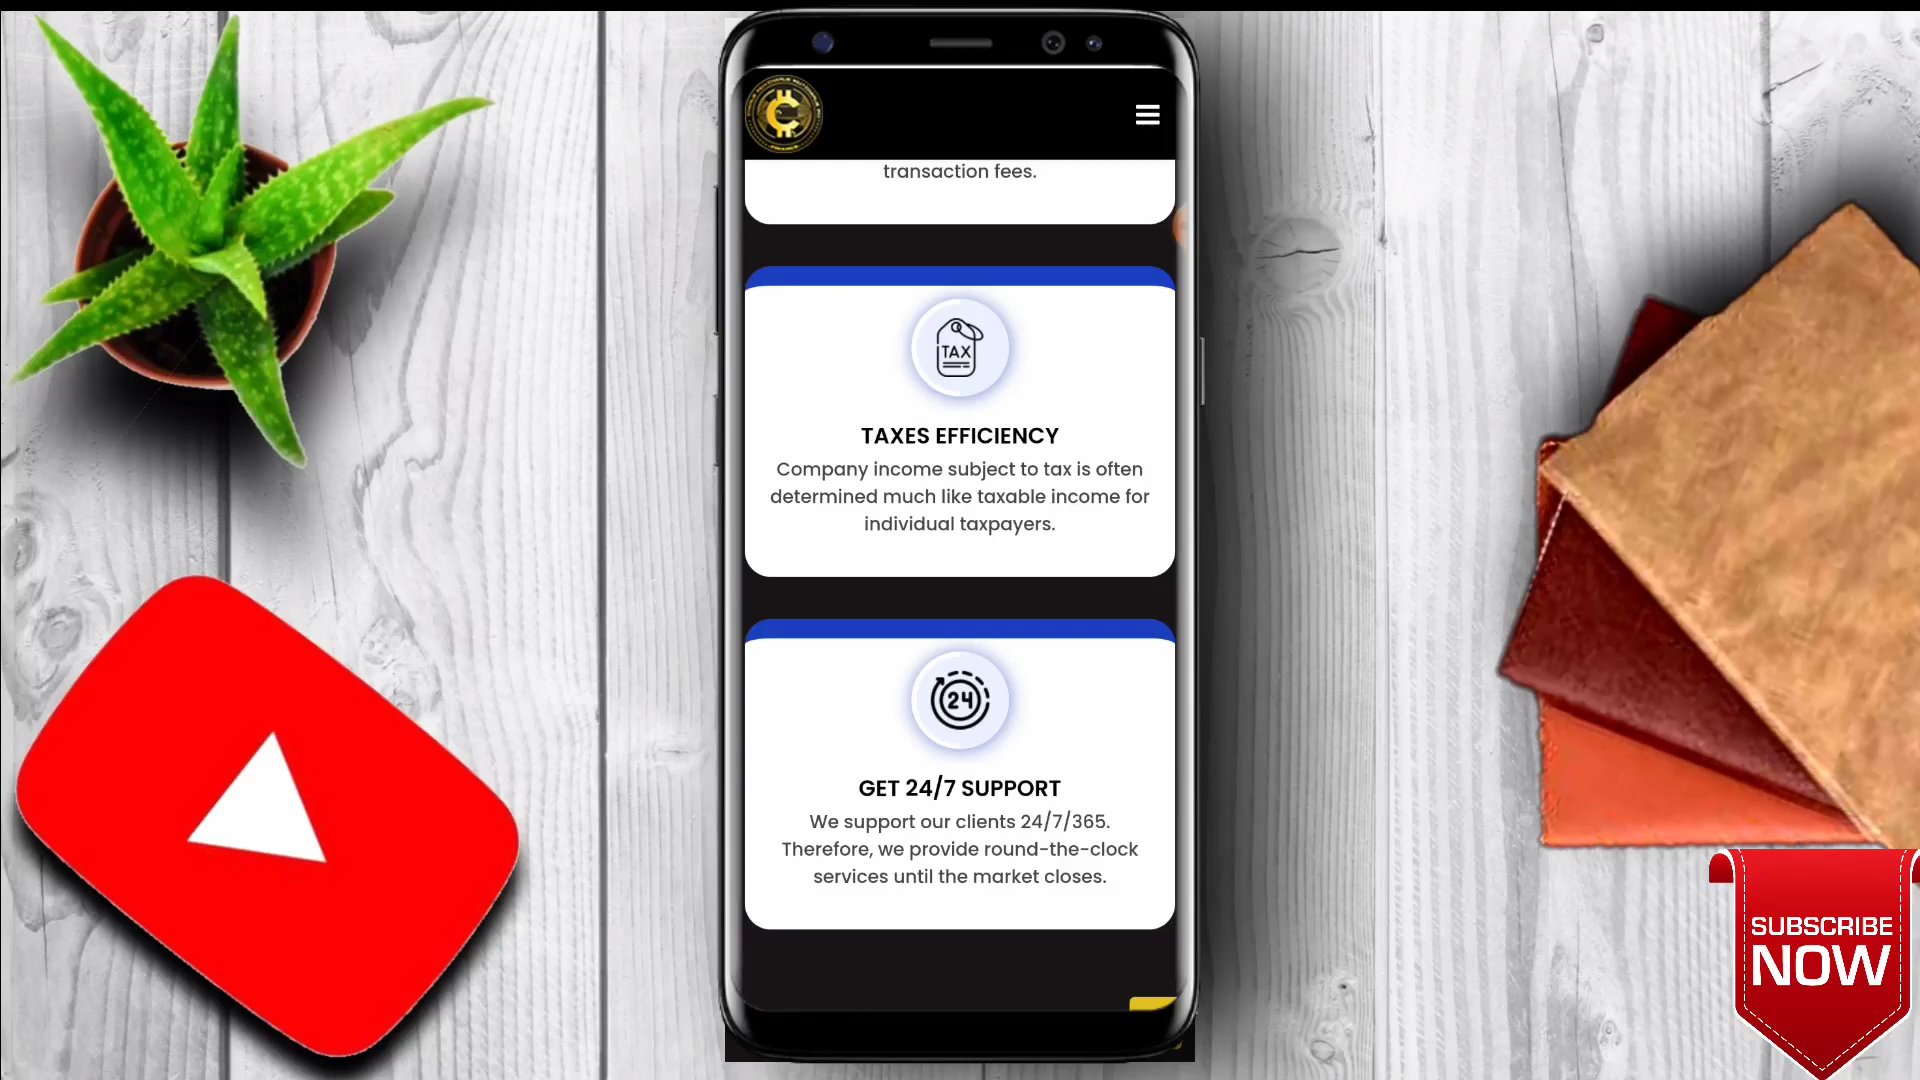 transaction fees.
TAX
TAXES EFFICIENCY
Company income subject to tax is often
determined much like taxable income for
individual taxpayers.
24
GET 24/7 SUPPORT
We support our clients 24/7/365.
Therefore, we provide round-the-clock
services until the market closes.
SUBSCRIBE
NOW